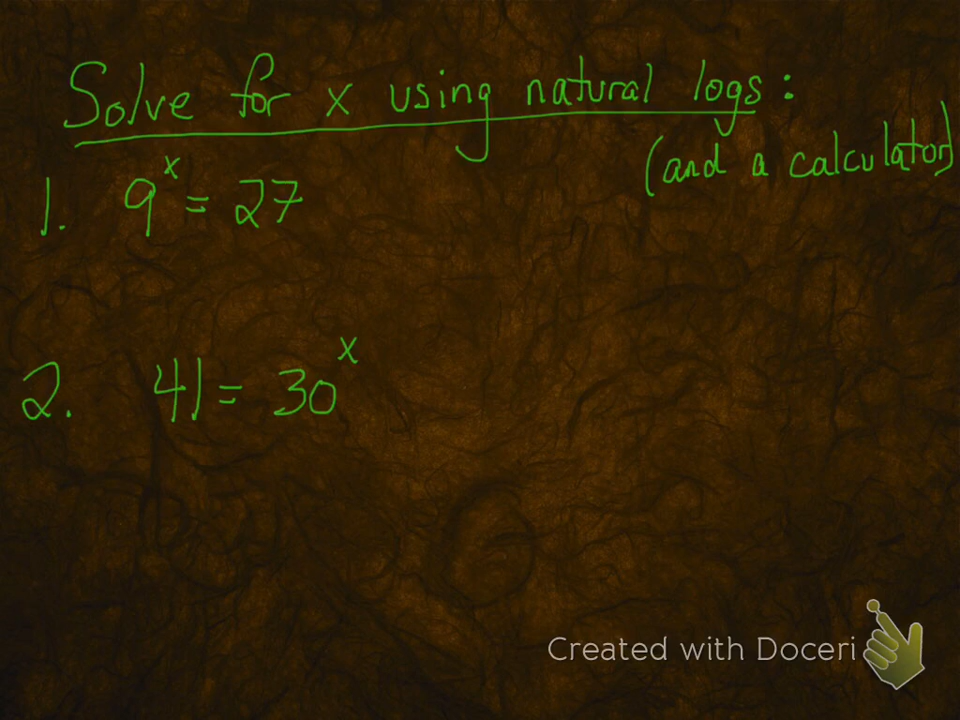 Solve for x using natural logs:
(and a calculator)
1. 9^x = 27
2. 41 = 30^x
Created with Doceri